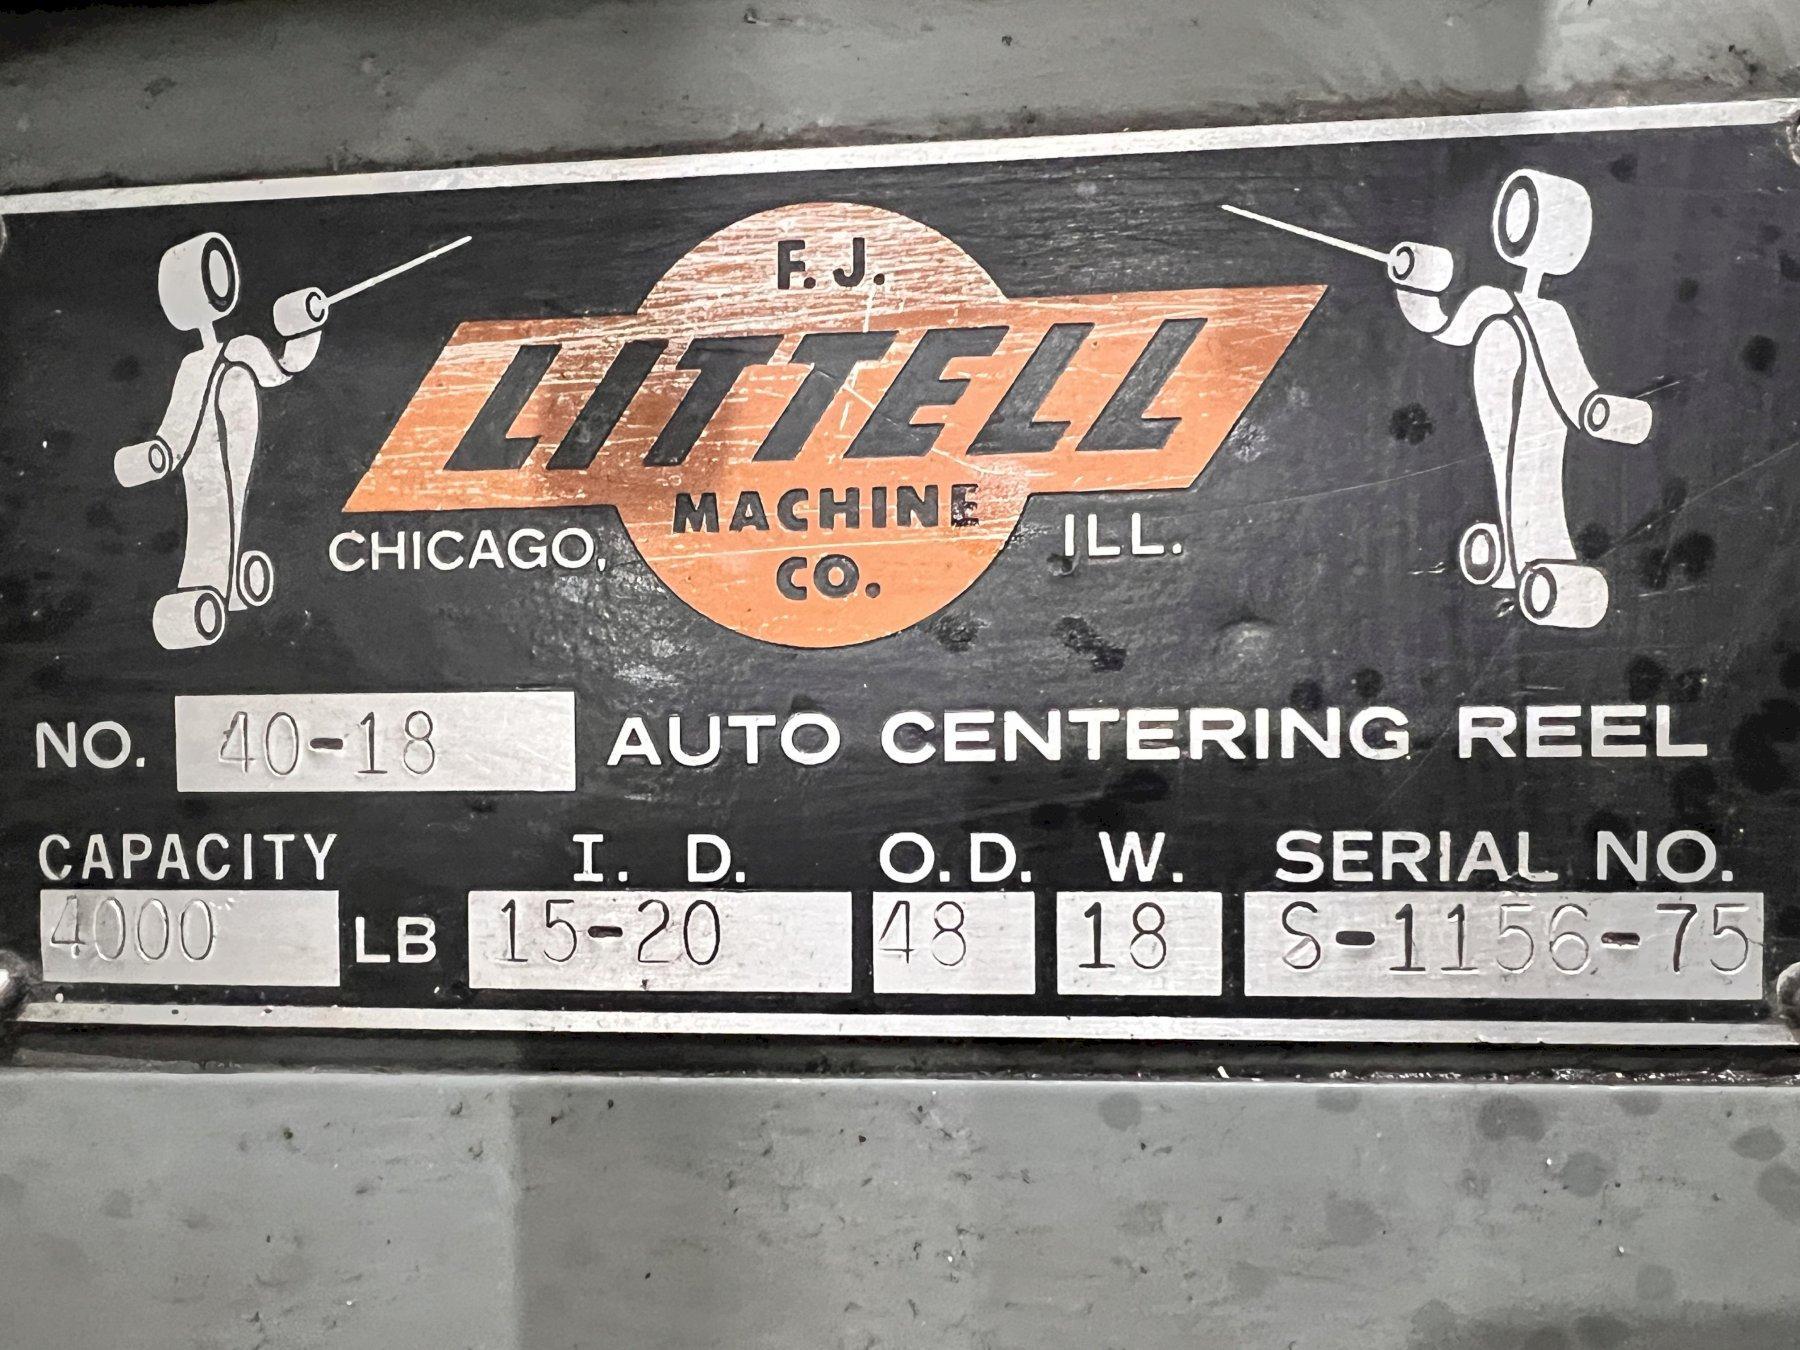 F.J.
LITTELL
MACHINE
CO.
CHICAGO, ILL.
NO. 40-18 AUTO CENTERING REEL
CAPACITY I. D. O.D. W. SERIAL NO.
4000 LB 15-20 48 18 S-1156-75